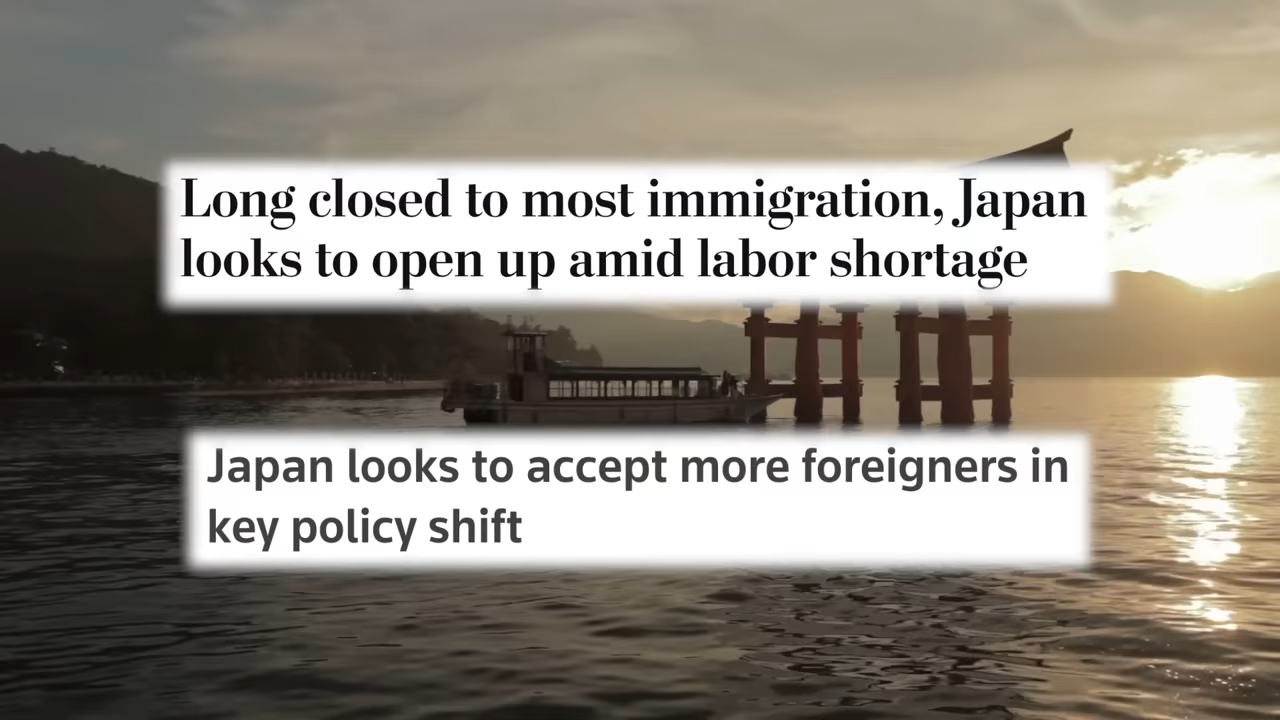 Long closed to most immigration, Japan
looks to open up amid labor shortage
Japan looks to accept more foreigners in
key policy shift